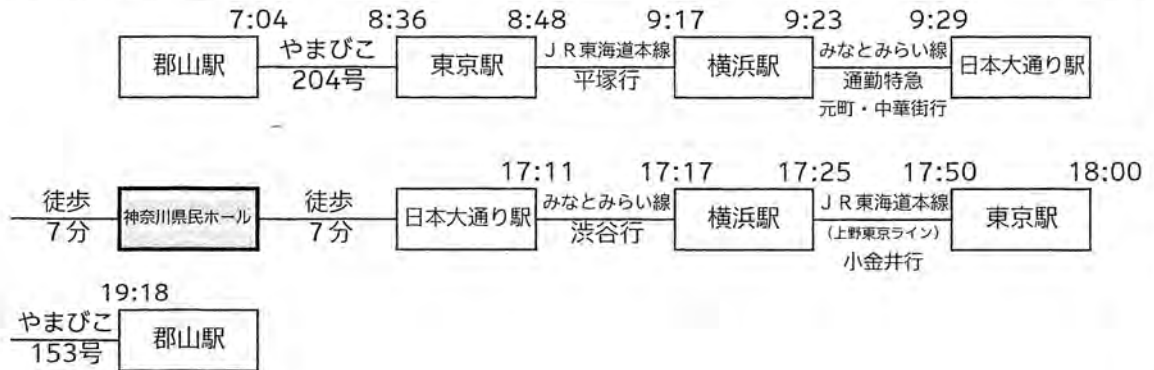 7:04 8:36 8:48 9:17 9:23 9:29
郡山駅 やまびこ 204号 東京駅 JR東海道本線 平塚行 横浜駅 みなとみらい線 通勤特急 元町・中華街行 日本大通り駅
17:11 17:17 17:25 17:50 18:00
徒歩 7分 神奈川県民ホール 徒歩 7分 日本大通り駅 みなとみらい線 渋谷行 横浜駅 JR東海道本線 (上野東京ライン) 小金井行 東京駅
19:18
やまびこ 153号 郡山駅